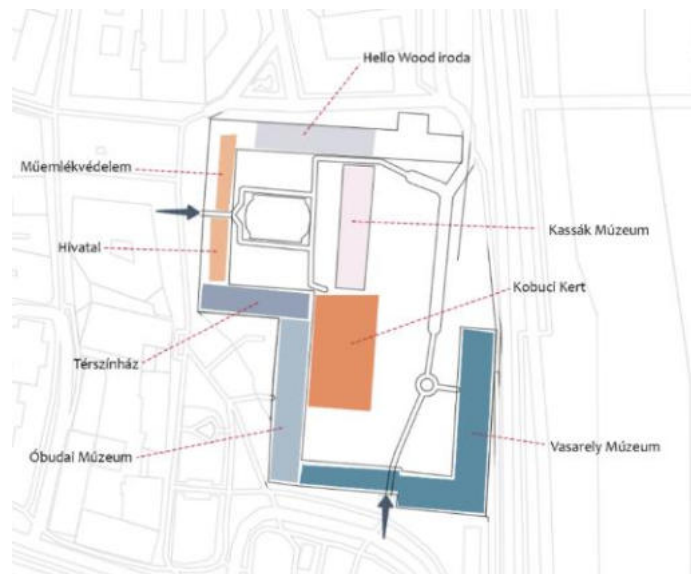 Hello Wood iroda
Műemlékvédelem
Kassák Múzeum
Hivatal
Kobuci Kert
Térszínház
Vasarely Múzeum
Óbudai Múzeum